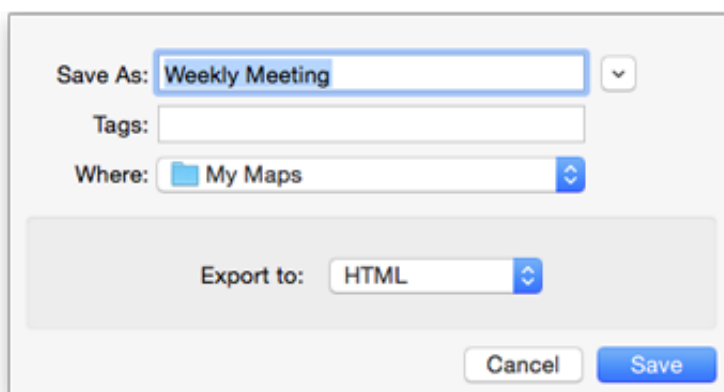 Save As: Weekly Meeting
Tags:
Where: My Maps
Export to: HTML
Cancel Save